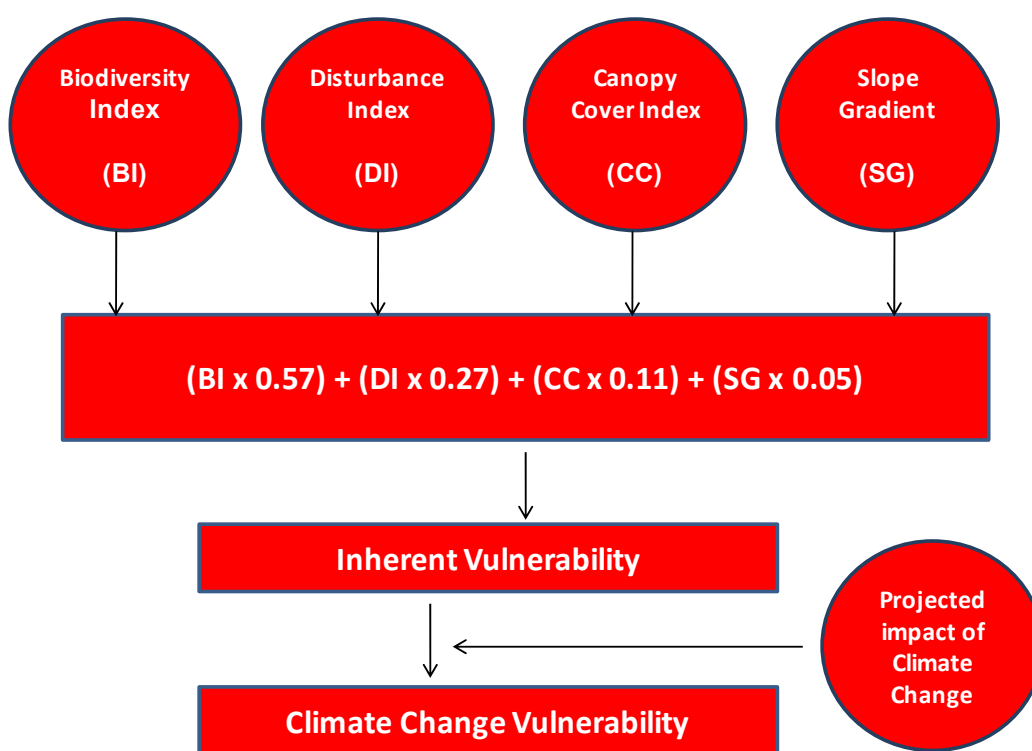 Biodiversity
Index
(BI)
Disturbance
Index
(DI)
Canopy
Cover Index
(CC)
Slope
Gradient
(SG)
(BI x 0.57) + (DI x 0.27) + (CC x 0.11) + (SG x 0.05)
Inherent Vulnerability
Projected
impact of
Climate
Change
Climate Change Vulnerability